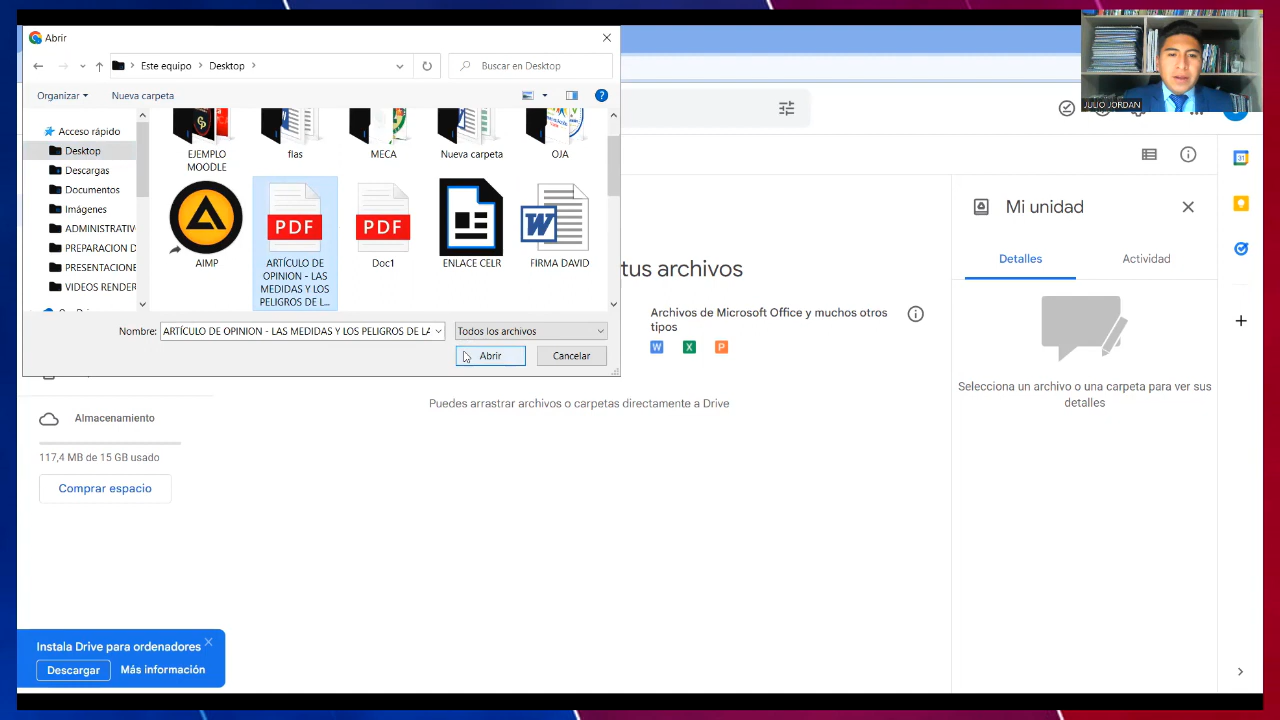 Abrir
Este equipo
Desktop
Buscar en Desktop
Organizar
Nueva carpeta
Acceso rápido
Desktop
Descargas
Documentos
Imágenes
ADMINISTRATIV
PREPARACION D
PRESENTACIONE
VIDEOS RENDER
EJEMPLO
MOODLE
flas
MECA
Nueva carpeta
OJA
AIMP
PDF
ARTÍCULO DE
OPINION - LAS
MEDIDAS Y LOS
PELIGROS DE L...
PDF
Doc1
ENLACE CELR
W
FIRMA DAVID
Nombre:
ARTÍCULO DE OPINION - LAS MEDIDAS Y LOS PELIGROS DE LA
Todos los archivos
Abrir
Cancelar
JULIO JORDAN
31
Mi unidad
Detalles
Actividad
Selecciona un archivo o una carpeta para ver sus
detalles
tus archivos
Archivos de Microsoft Office y muchos otros
tipos
W
X
P
Puedes arrastrar archivos o carpetas directamente a Drive
Almacenamiento
117,4 MB de 15 GB usado
Comprar espacio
Instala Drive para ordenadores
Descargar
Más información